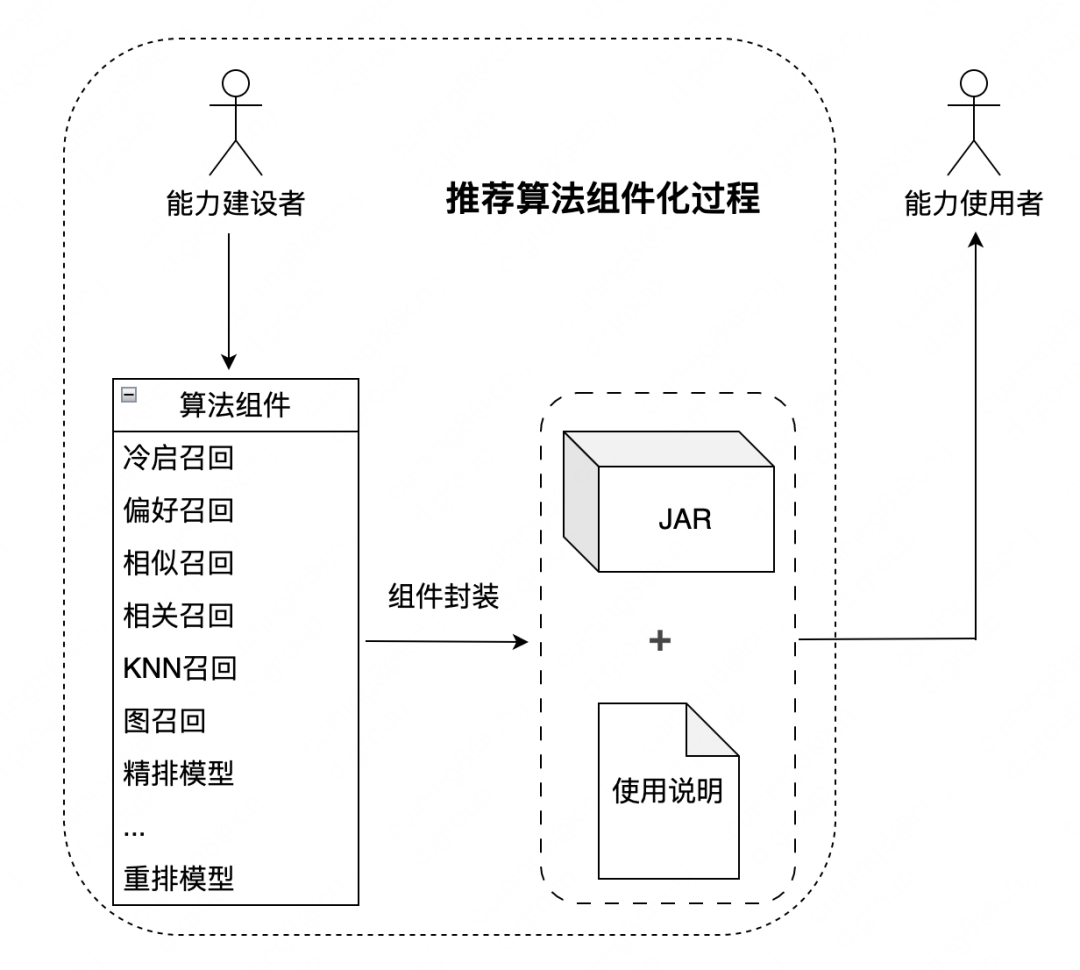 能力建设者
推荐算法组件化过程
能力使用者
算法组件
冷启召回
偏好召回
相似召回
相关召回
KNN召回
图召回
精排模型
...
重排模型
组件封装
JAR
+
使用说明